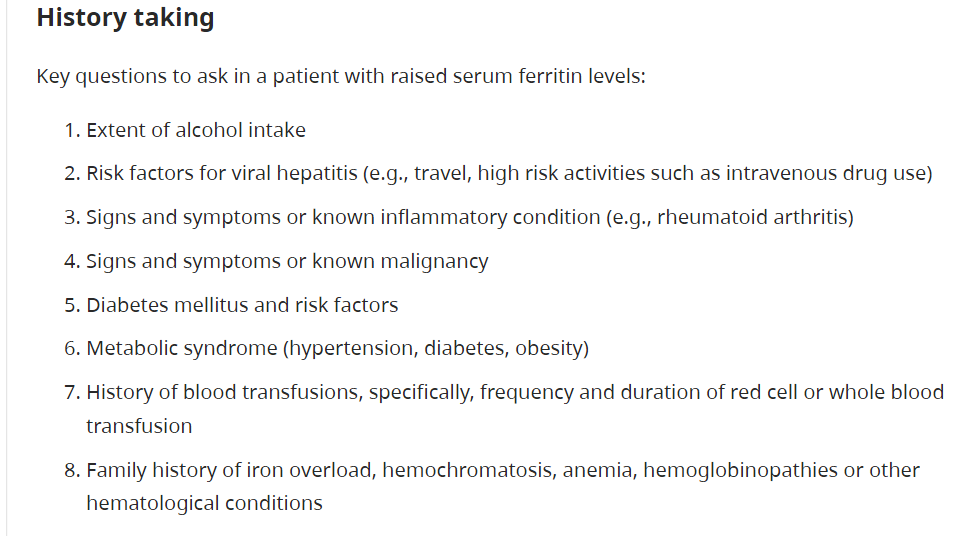 History taking
Key questions to ask in a patient with raised serum ferritin levels:
1. Extent of alcohol intake
2. Risk factors for viral hepatitis (e.g., travel, high risk activities such as intravenous drug use)
3. Signs and symptoms or known inflammatory condition (e.g., rheumatoid arthritis)
4. Signs and symptoms or known malignancy
5. Diabetes mellitus and risk factors
6. Metabolic syndrome (hypertension, diabetes, obesity)
7. History of blood transfusions, specifically, frequency and duration of red cell or whole blood
transfusion
8. Family history of iron overload, hemochromatosis, anemia, hemoglobinopathies or other
hematological conditions